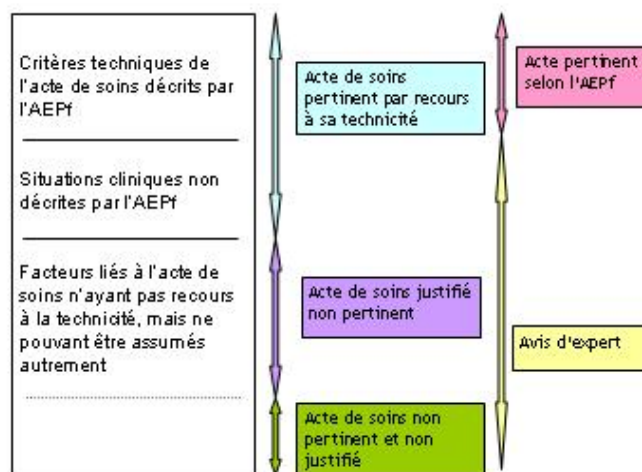 Critères techniques de
l'acte de soins décrits par
l'AEPf
Situations cliniques non
décrites par l'AEPf
Facteurs liés à l'acte de
soins n'ayant pas recours
à la technicité, mais ne
pouvant être assumés
autrement
Acte de soins
pertinent par recours
à sa technicité
Acte de soins justifié
non pertinent
Acte de soins non
pertinent et non
justifié
Acte pertinent
selon l'AEPf
Avis d'expert